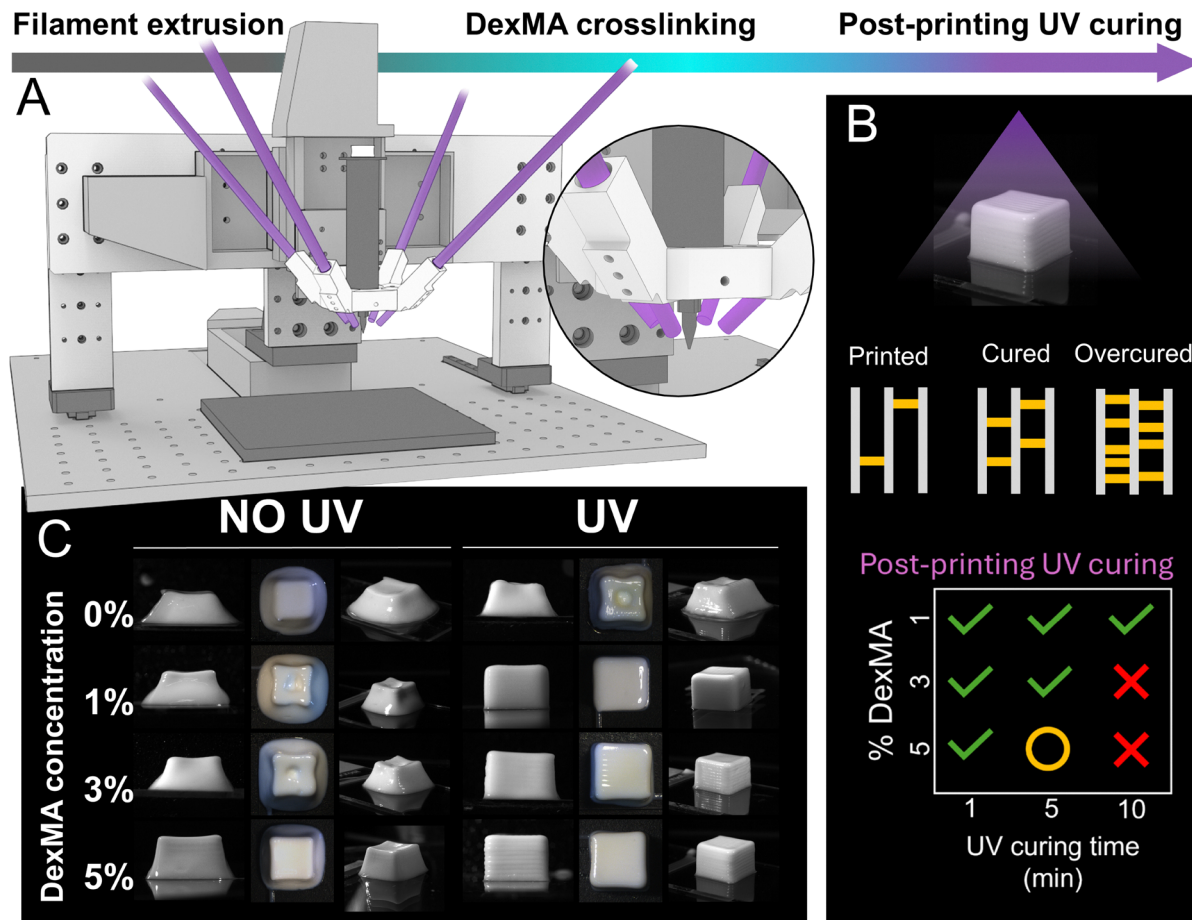 Filament extrusion DexMA crosslinking Post-printing UV curing
A
B
Printed Cured Overcured
Post-printing UV curing
% DexMA
1
3
5
1 5 10
UV curing time
(min)
C
NO UV UV
DexMA concentration
0%
1%
3%
5%